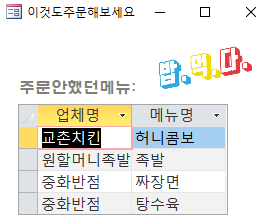 이것도주문해보세요
밥.먹.다.
주문안했던메뉴:
업체명 메뉴명
교촌치킨 허니콤보
원할머니족발 족발
중화반점 짜장면
중화반점 탕수육